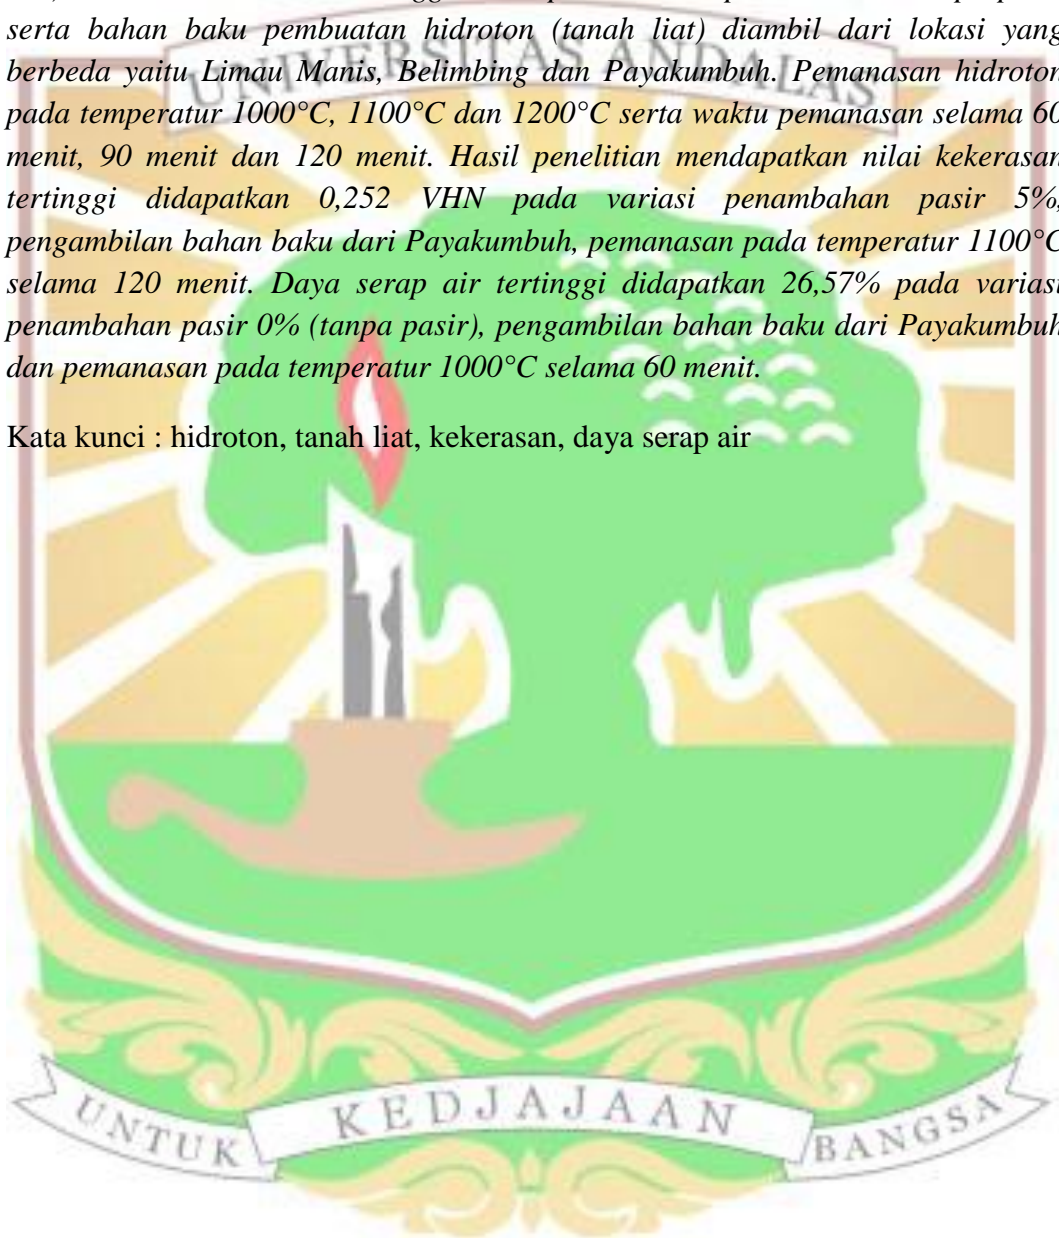 serta bahan baku pembuatan hidroton (tanah liat) diambil dari lokasi yang
berbeda yaitu Limau Manis, Belimbing dan Payakumbuh. Pemanasan hidroton
pada temperatur 1000°C, 1100°C dan 1200°C serta waktu pemanasan selama 60
menit, 90 menit dan 120 menit. Hasil penelitian mendapatkan nilai kekerasan
tertinggi didapatkan 0,252 VHN pada variasi penambahan pasir 5%,
pengambilan bahan baku dari Payakumbuh, pemanasan pada temperatur 1100°C
selama 120 menit. Daya serap air tertinggi didapatkan 26,57% pada variasi
penambahan pasir 0% (tanpa pasir), pengambilan bahan baku dari Payakumbuh
dan pemanasan pada temperatur 1000°C selama 60 menit.
Kata kunci : hidroton, tanah liat, kekerasan, daya serap air
UNIVERSITAS ANDALAS
UNTUK KEDJAJAAN BANGSA